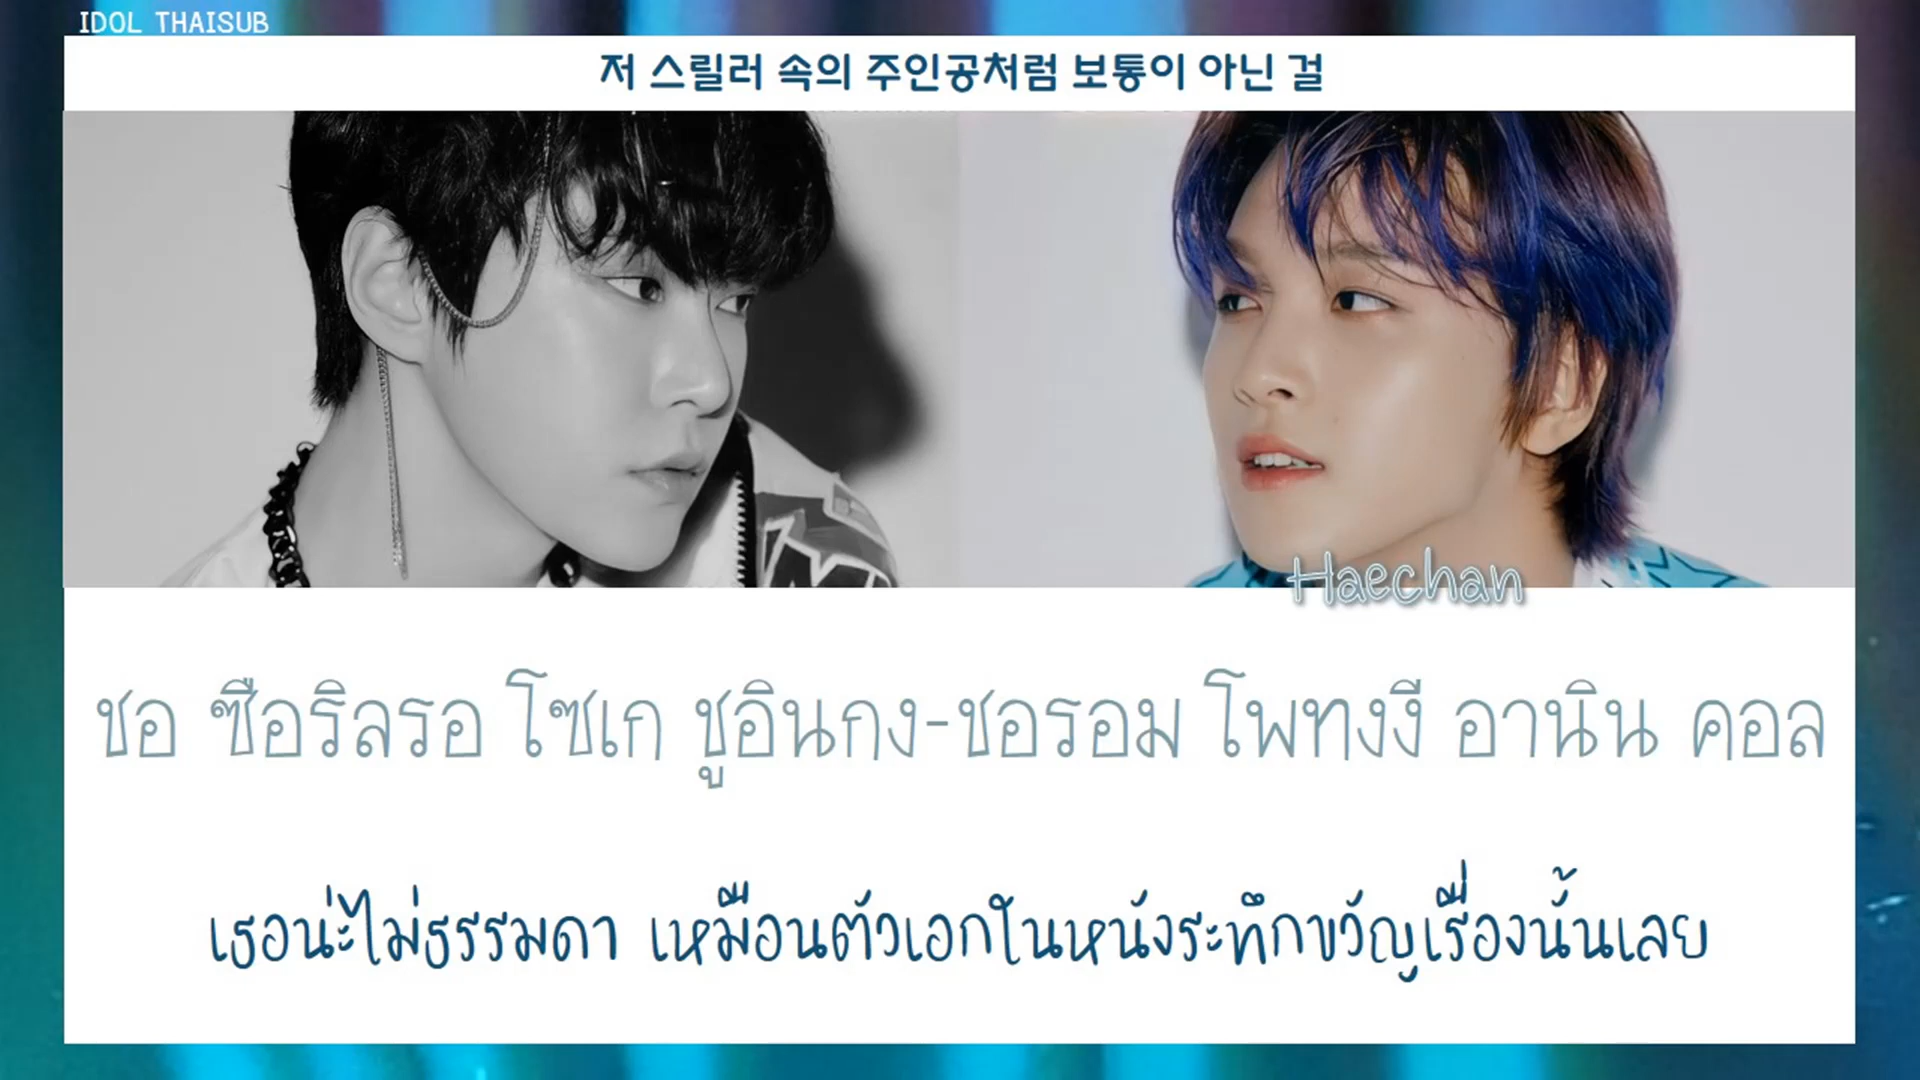 IDOL THAISUB
저 스릴러 속의 주인공처럼 보통이 아닌 걸
Haechan
ชอ ซือริลรอ โซเก ชูอินกง-ชอรอม โพทงงี อานิน คอล
เธอน่ะไม่ธรรมดา เหมือนตัวเอกในหนังระทึกขวัญเรื่องนั้นเลย